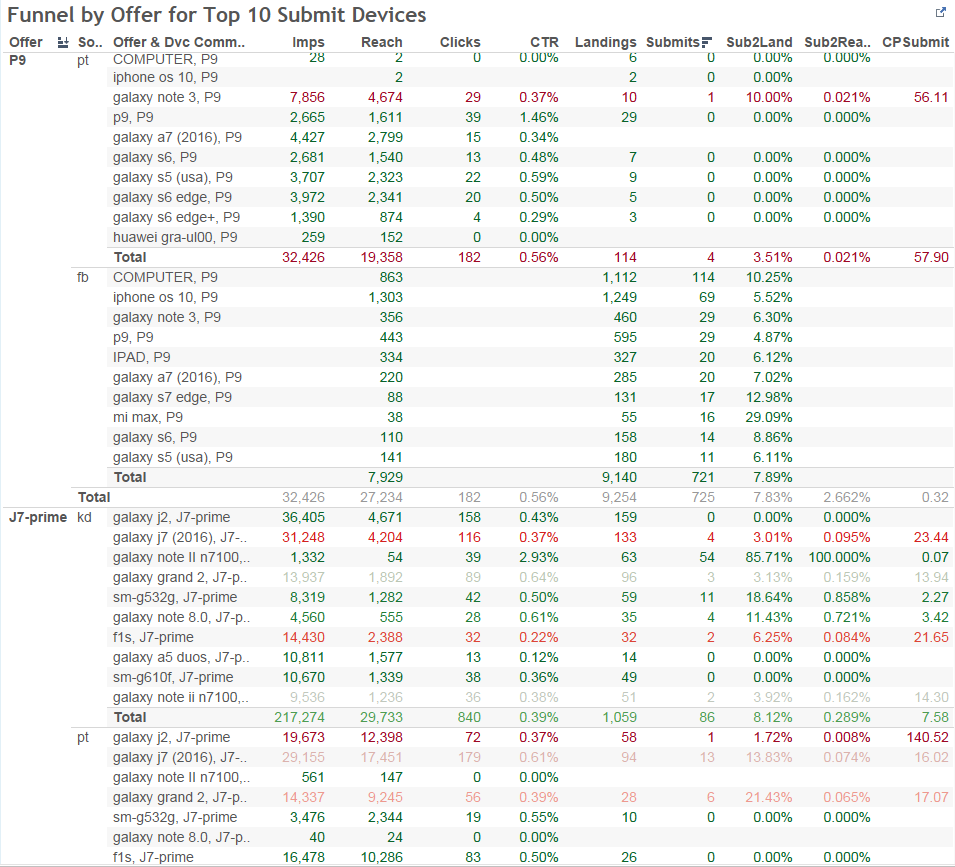 Funnel by Offer for Top 10 Submit Devices
Offer So.. Offer & Dvc Comm.. Imps Reach Clicks CTR Landings Submits Sub2Land Sub2Rea.. CPSubmit
P9 pt COMPUTER, P9 28 2 0 0.00% 6 0 0.00% 0.000%
iphone os 10, P9 2 2 0 0.00%
galaxy note 3, P9 7,856 4,674 29 0.37% 10 1 10.00% 0.021% 56.11
p9, P9 2,665 1,611 39 1.46% 29 0 0.00% 0.000%
galaxy a7 (2016), P9 4,427 2,799 15 0.34%
galaxy s6, P9 2,681 1,540 13 0.48% 7 0 0.00% 0.000%
galaxy s5 (usa), P9 3,707 2,323 22 0.59% 9 0 0.00% 0.000%
galaxy s6 edge, P9 3,972 2,341 20 0.50% 5 0 0.00% 0.000%
galaxy s6 edge+, P9 1,390 874 4 0.29% 3 0 0.00% 0.000%
huawei gra-ul00, P9 259 152 0 0.00%
Total 32,426 19,358 182 0.56% 114 4 3.51% 0.021% 57.90
fb COMPUTER, P9 863 1,112 114 10.25%
iphone os 10, P9 1,303 1,249 69 5.52%
galaxy note 3, P9 356 460 29 6.30%
p9, P9 443 595 29 4.87%
IPAD, P9 334 327 20 6.12%
galaxy a7 (2016), P9 220 285 20 7.02%
galaxy s7 edge, P9 88 131 17 12.98%
mi max, P9 38 55 16 29.09%
galaxy s6, P9 110 158 14 8.86%
galaxy s5 (usa), P9 141 180 11 6.11%
Total 7,929 9,140 721 7.89%
Total 32,426 27,234 182 0.56% 9,254 725 7.83% 2.662% 0.32
J7-prime kd galaxy j2, J7-prime 36,405 4,671 158 0.43% 159 0 0.00% 0.000%
galaxy j7 (2016), J7-.. 31,248 4,204 116 0.37% 133 4 3.01% 0.095% 23.44
galaxy note II n7100,.. 1,332 54 39 2.93% 63 54 85.71% 100.000% 0.07
galaxy grand 2, J7-p.. 13,937 1,892 89 0.64% 96 3 3.13% 0.159% 13.94
sm-g532g, J7-prime 8,319 1,282 42 0.50% 59 11 18.64% 0.858% 2.27
galaxy note 8.0, J7-p.. 4,560 555 28 0.61% 35 4 11.43% 0.721% 3.42
f1s, J7-prime 14,430 2,388 32 0.22% 32 2 6.25% 0.084% 21.65
galaxy a5 duos, J7-p.. 10,811 1,577 13 0.12% 14 0 0.00% 0.000%
sm-g610f, J7-prime 10,670 1,339 38 0.36% 49 0 0.00% 0.000%
galaxy note ii n7100,.. 9,536 1,236 36 0.38% 51 2 3.92% 0.162% 14.30
Total 217,274 29,733 840 0.39% 1,059 86 8.12% 0.289% 7.58
pt galaxy j2, J7-prime 19,673 12,398 72 0.37% 58 1 1.72% 0.008% 140.52
galaxy j7 (2016), J7-.. 29,155 17,451 179 0.61% 94 13 13.83% 0.074% 16.02
galaxy note II n7100,.. 561 147 0 0.00%
galaxy grand 2, J7-p.. 14,337 9,245 56 0.39% 28 6 21.43% 0.065% 17.07
sm-g532g, J7-prime 3,476 2,344 19 0.55% 10 0 0.00% 0.000%
galaxy note 8.0, J7-p.. 40 24 0 0.00%
f1s, J7-prime 16,478 10,286 83 0.50% 26 0 0.00% 0.000%